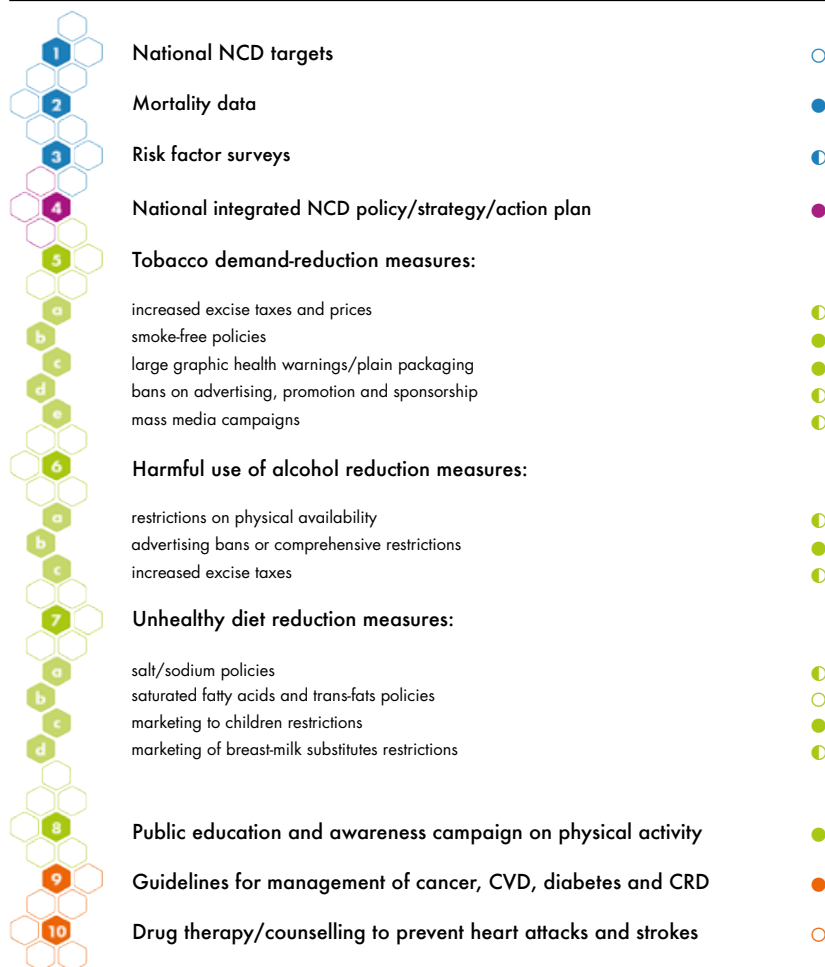 1 National NCD targets ○
2 Mortality data ●
3 Risk factor surveys ◐
4 National integrated NCD policy/strategy/action plan ●
5 Tobacco demand-reduction measures:
a increased excise taxes and prices ◐
b smoke-free policies ●
c large graphic health warnings/plain packaging ●
d bans on advertising, promotion and sponsorship ◐
e mass media campaigns ◐
6 Harmful use of alcohol reduction measures:
a restrictions on physical availability ◐
b advertising bans or comprehensive restrictions ●
c increased excise taxes ◐
7 Unhealthy diet reduction measures:
a salt/sodium policies ◐
b saturated fatty acids and trans-fats policies ○
c marketing to children restrictions ●
d marketing of breast-milk substitutes restrictions ◐
8 Public education and awareness campaign on physical activity ●
9 Guidelines for management of cancer, CVD, diabetes and CRD ●
10 Drug therapy/counselling to prevent heart attacks and strokes ○